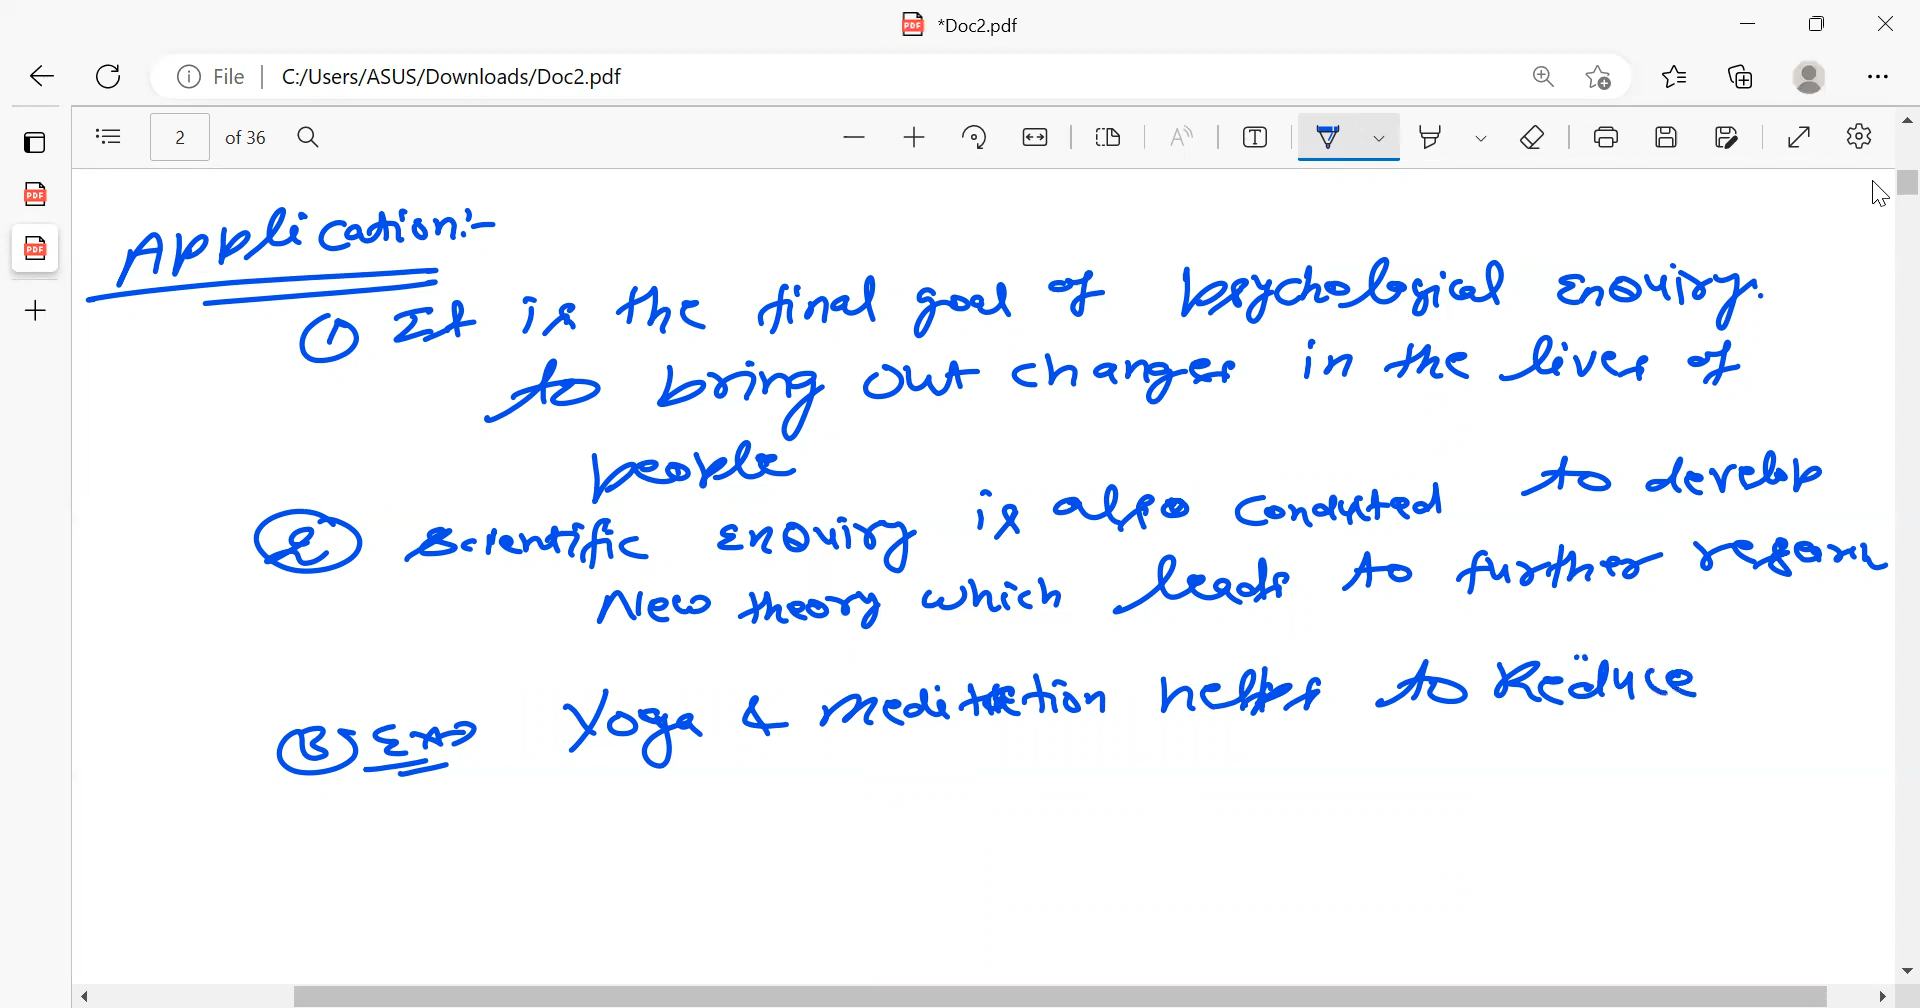 *Doc2.pdf
File C:/Users/ASUS/Downloads/Doc2.pdf
2 of 36
Application:-
① It is the final goal of psychological enquiry.
to bring out changes in the lives of
people
② Scientific enquiry is also conducted to develop
New theory which leads to further research
③ Ex→ Yoga & meditation helps to Reduce